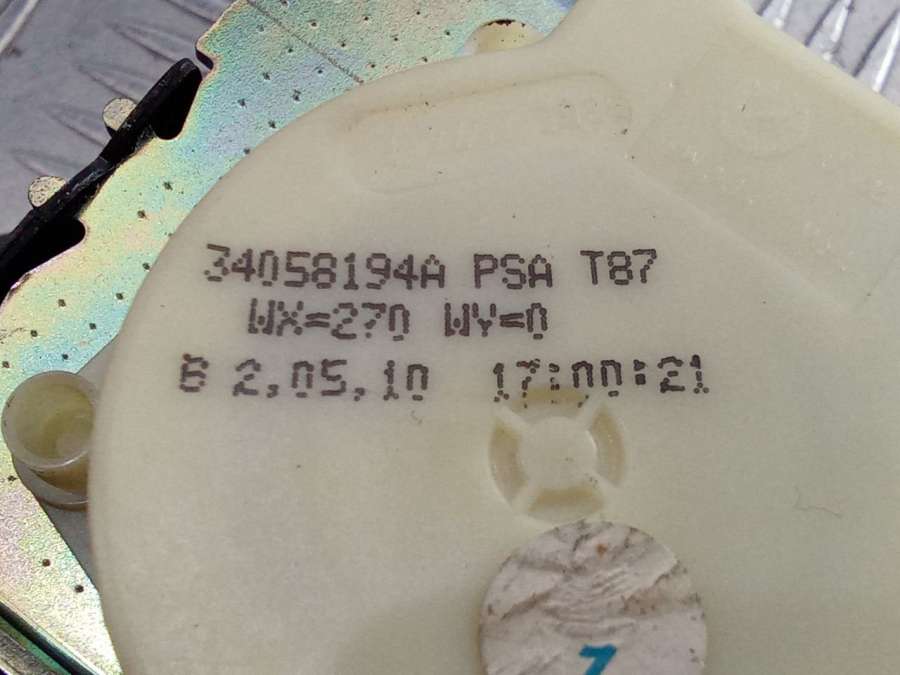 34058194A PSA T87
WX=270 WY=0
6 2,05,10 17:00:21